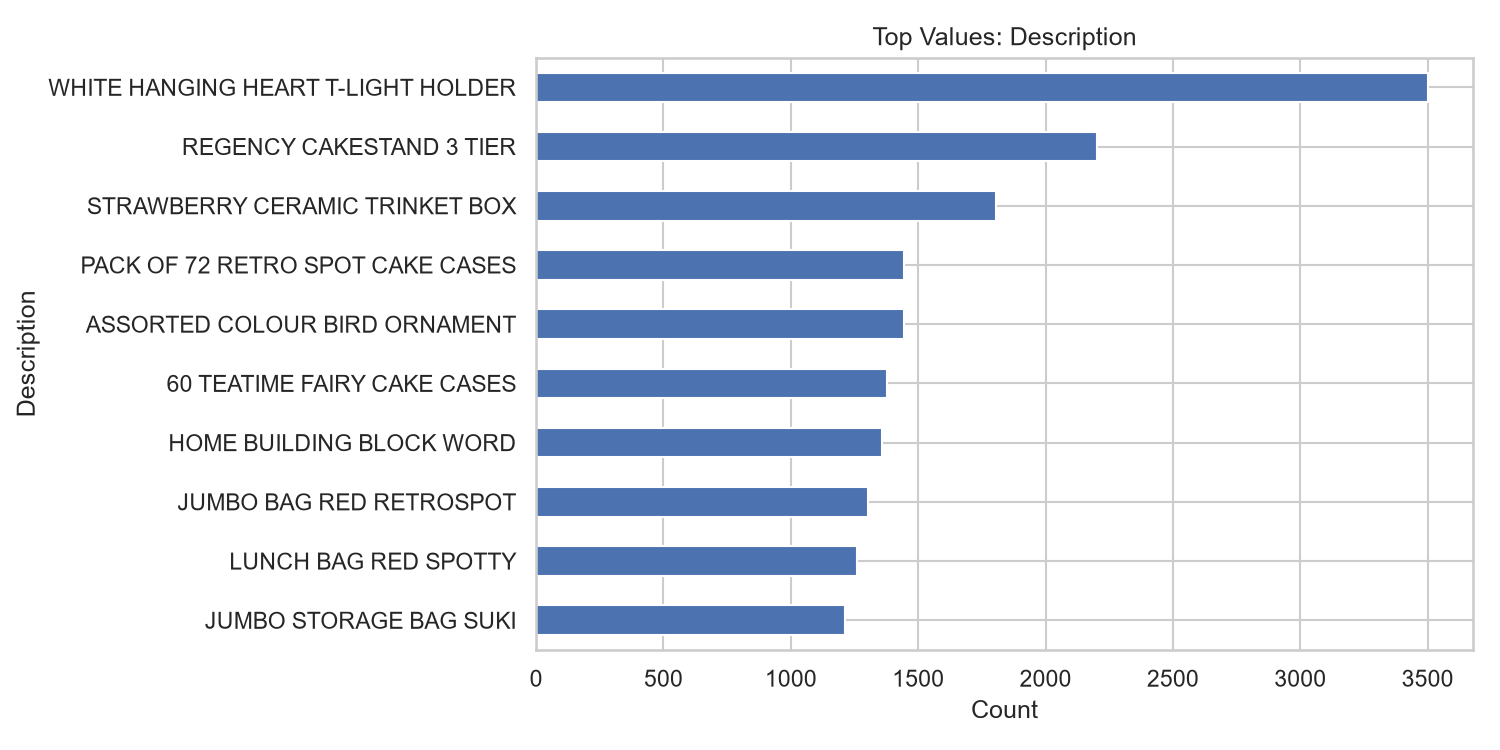 Top Values: Description
WHITE HANGING HEART T-LIGHT HOLDER
REGENCY CAKESTAND 3 TIER
STRAWBERRY CERAMIC TRINKET BOX
PACK OF 72 RETRO SPOT CAKE CASES
ASSORTED COLOUR BIRD ORNAMENT
60 TEATIME FAIRY CAKE CASES
HOME BUILDING BLOCK WORD
JUMBO BAG RED RETROSPOT
LUNCH BAG RED SPOTTY
JUMBO STORAGE BAG SUKI
Description
0 500 1000 1500 2000 2500 3000 3500
Count